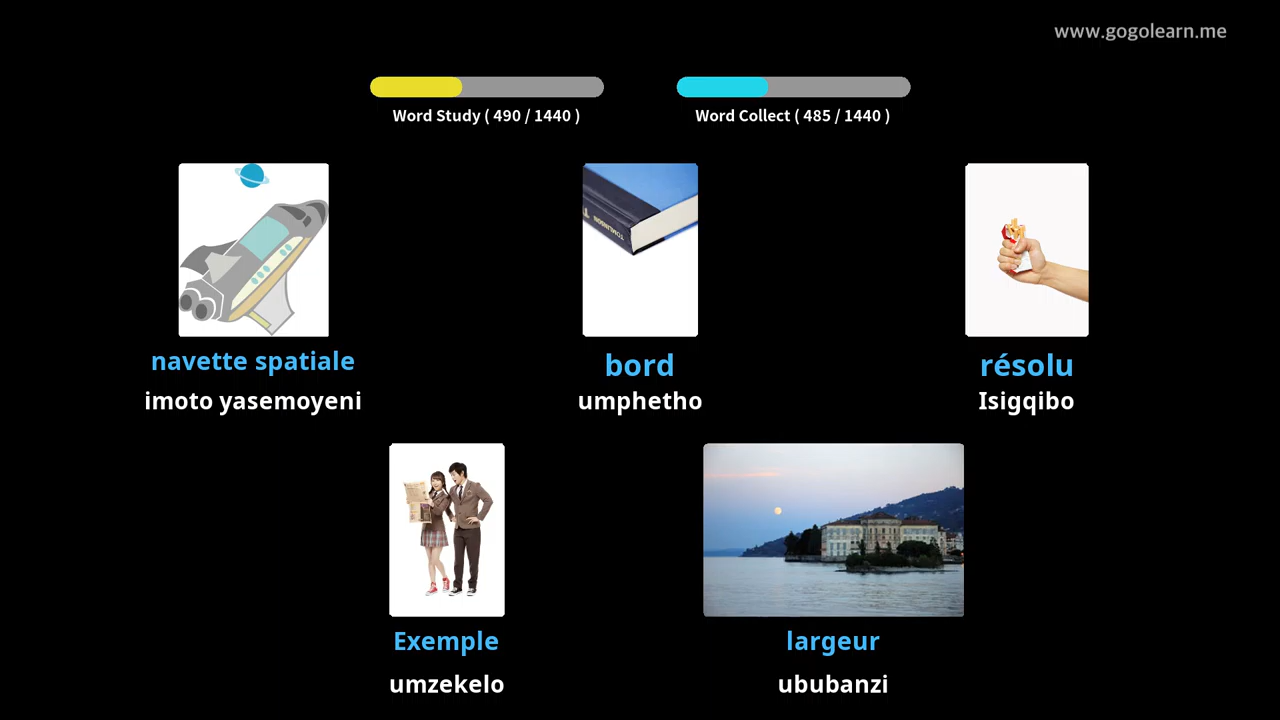 www.gogolearn.me
Word Study ( 490 / 1440 )
Word Collect ( 485 / 1440 )
TOMLINSON
navette spatiale
bord
résolu
imoto yasemoyeni
umphetho
Isigqibo
Exemple
largeur
umzekelo
ububanzi